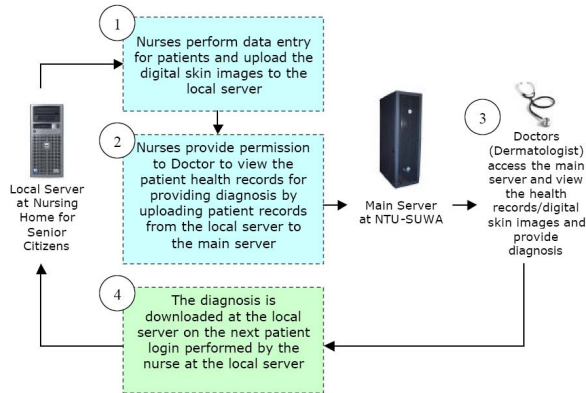 1
Nurses perform data entry
for patients and upload the
digital skin images to the
local server
2
Nurses provide permission
to Doctor to view the
patient health records for
providing diagnosis by
uploading patient records
from the local server to
the main server
Local Server
at Nursing
Home for
Senior
Citizens
Main Server
at NTU-SUWA
3
Doctors
(Dermatologist)
access the main
server and view
the health
records/digital
skin images and
provide
diagnosis
4
The diagnosis is
downloaded at the local
server on the next patient
login performed by the
nurse at the local server